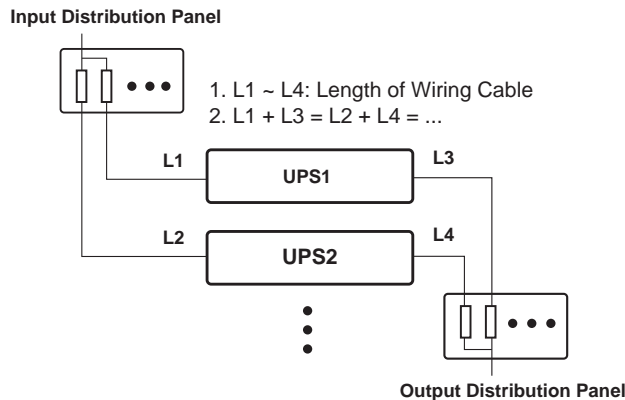 Input Distribution Panel
1. L1 ~ L4: Length of Wiring Cable
2. L1 + L3 = L2 + L4 = ...
L1
UPS1
L3
L2
UPS2
L4
Output Distribution Panel